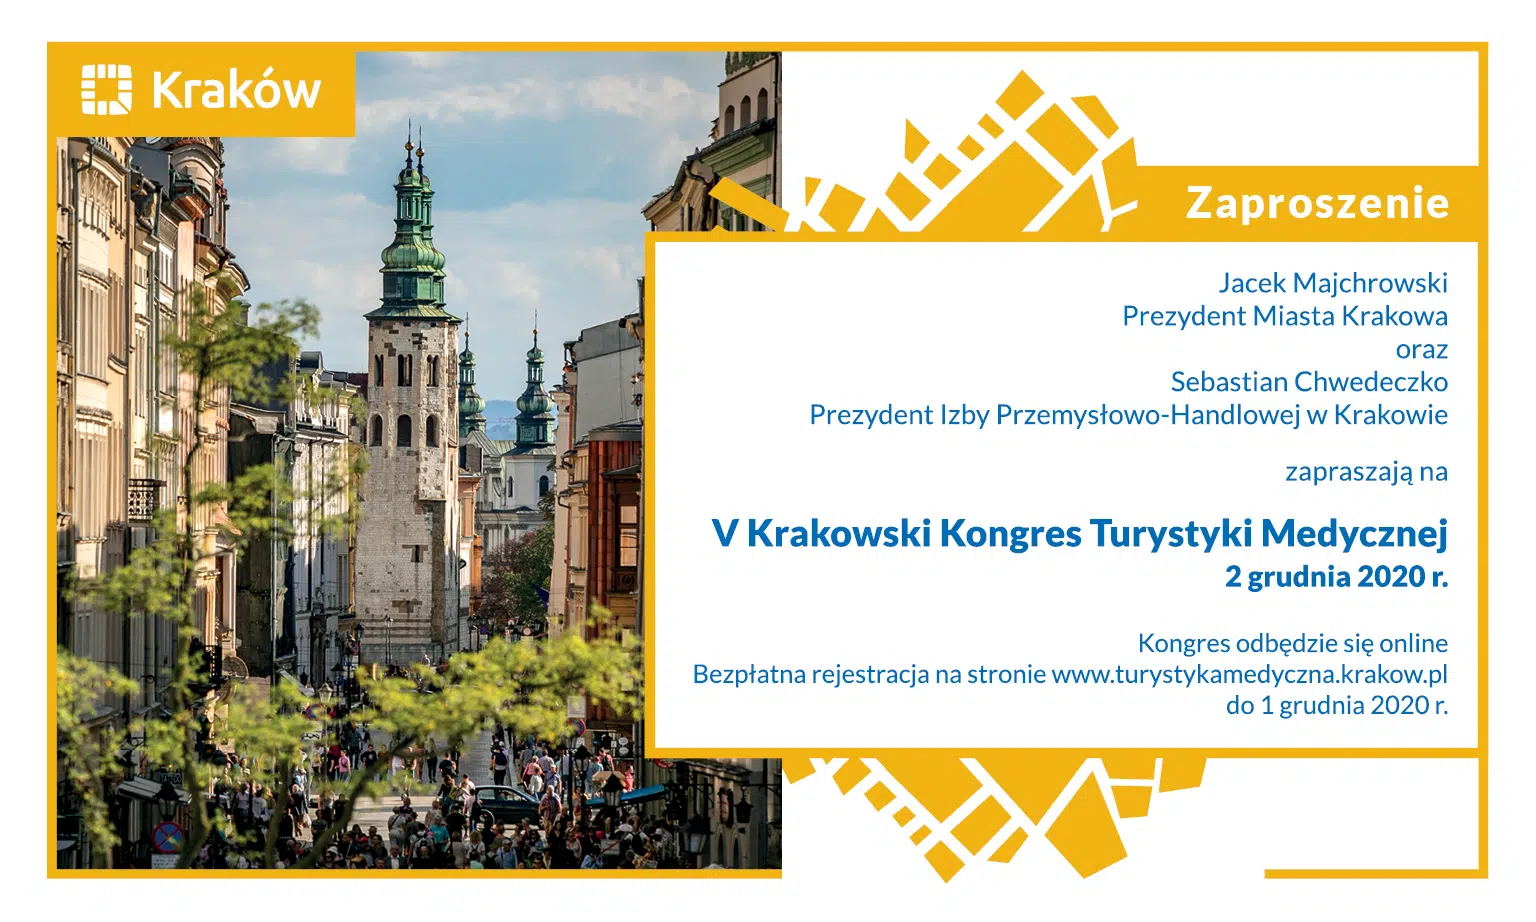 Kraków
Zaproszenie
Jacek Majchrowski
Prezydent Miasta Krakowa
oraz
Sebastian Chwedeczko
Prezydent Izby Przemysłowo-Handlowej w Krakowie
zapraszają na
V Krakowski Kongres Turystyki Medycznej
2 grudnia 2020 r.
Kongres odbędzie się online
Bezpłatna rejestracja na stronie www.turystykamedyczna.krakow.pl
do 1 grudnia 2020 r.